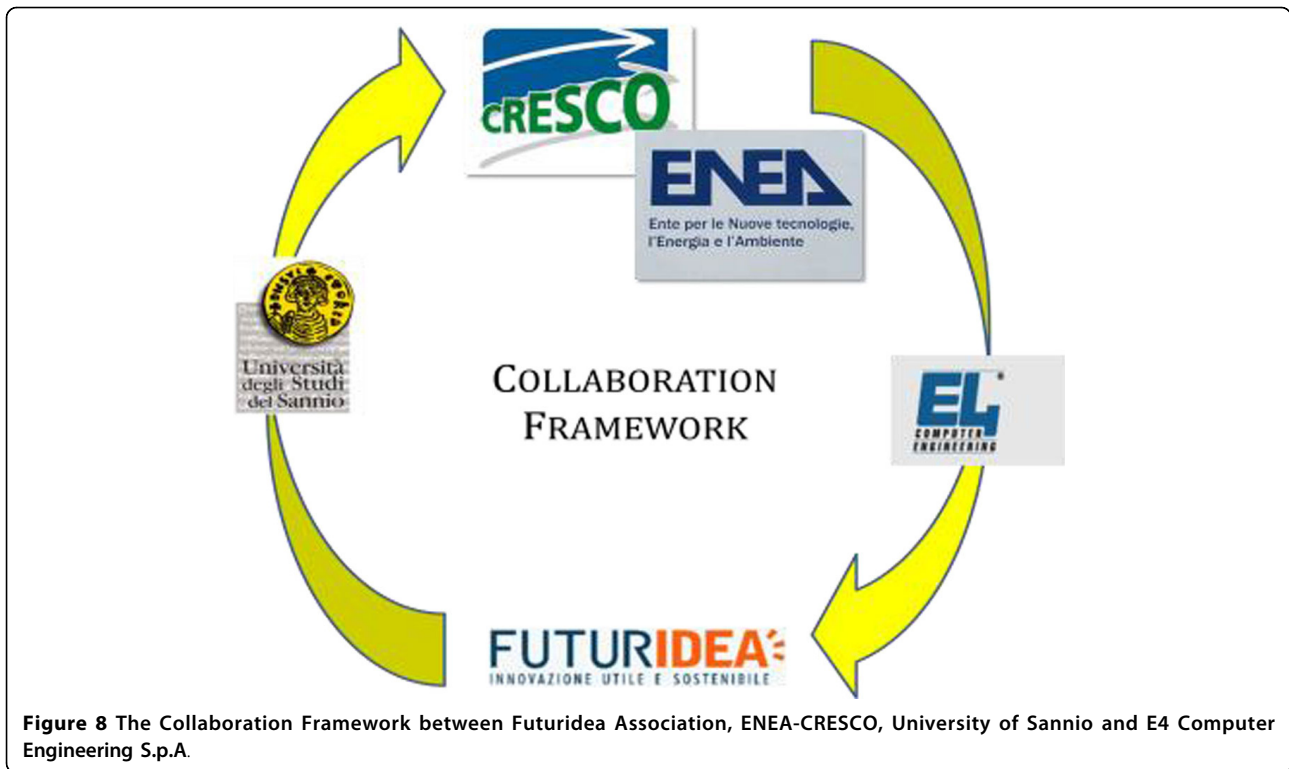 CRESCO
ENEA
Ente per le Nuove tecnologie,
l'Energia e l'Ambiente
Università
degli Studi
del Sannio
COLLABORATION
FRAMEWORK
E4
COMPUTER
ENGINEERING
FUTURIDEA
INNOVAZIONE UTILE E SOSTENIBILE
Figure 8 The Collaboration Framework between Futuridea Association, ENEA-CRESCO, University of Sannio and E4 Computer
Engineering S.p.A.